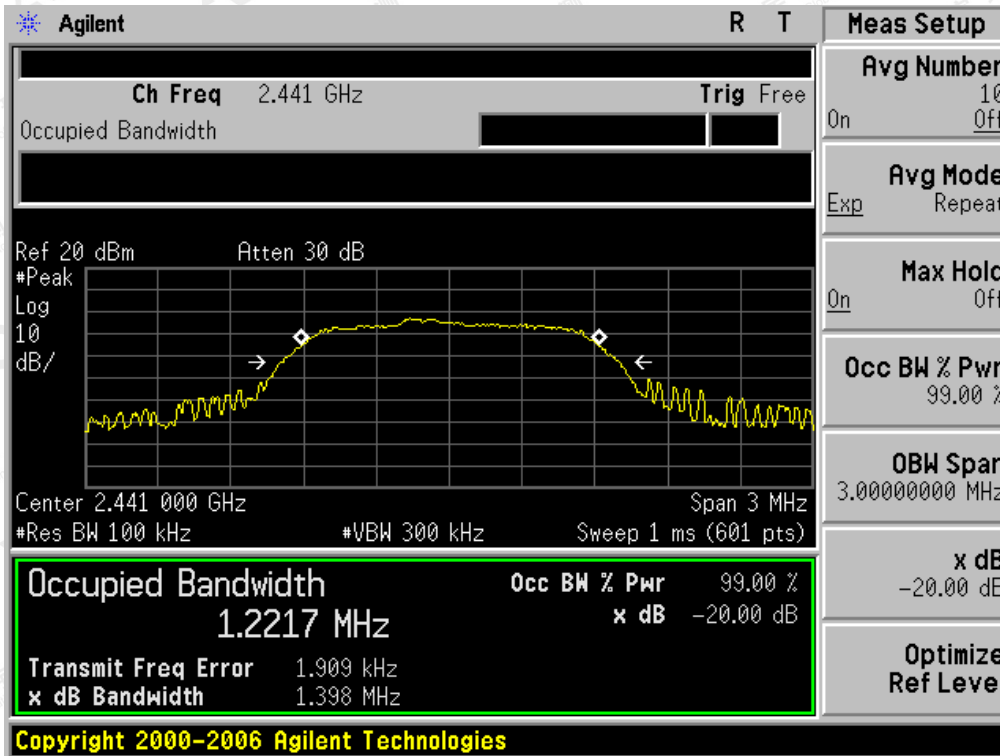 Agilent R T
Ch Freq 2.441 GHz Trig Free
Occupied Bandwidth
Ref 20 dBm Atten 30 dB
#Peak
Log
10
dB/
Center 2.441 000 GHz Span 3 MHz
#Res BW 100 kHz #VBW 300 kHz Sweep 1 ms (601 pts)
Occupied Bandwidth Occ BW % Pwr 99.00 %
1.2217 MHz x dB -20.00 dB
Transmit Freq Error 1.909 kHz
x dB Bandwidth 1.398 MHz
Copyright 2000-2006 Agilent Technologies
Meas Setup
Avg Number
10
On Off
Avg Mode
Exp Repeat
Max Hold
On Off
Occ BW % Pwr
99.00 %
OBW Span
3.00000000 MHz
x dB
-20.00 dB
Optimize
Ref Level